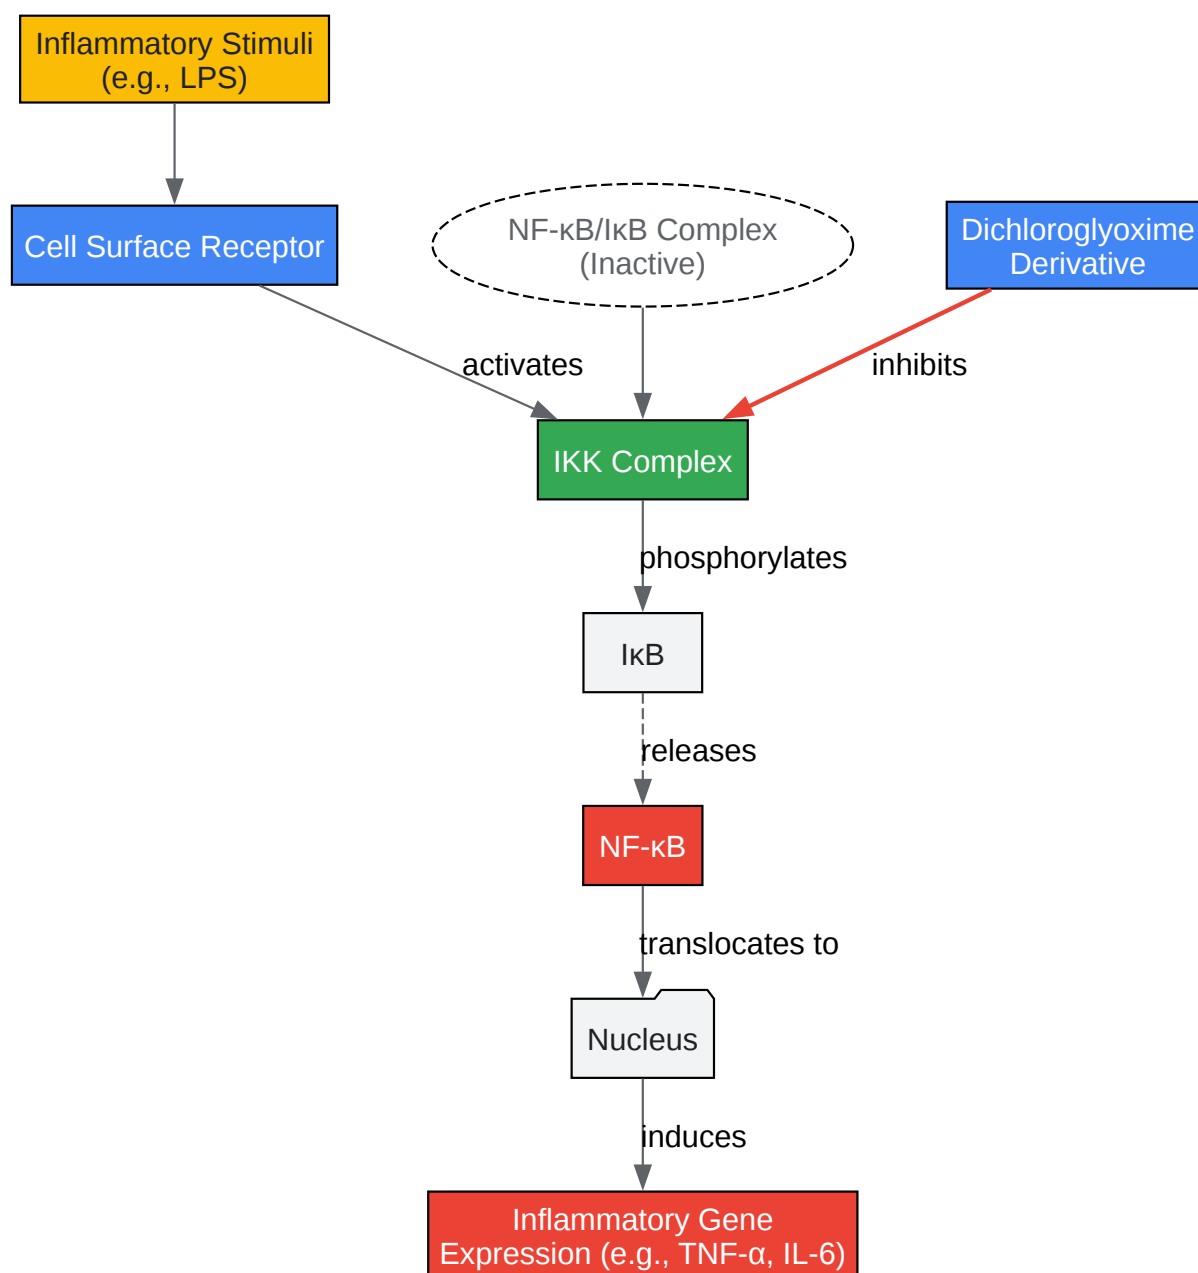 Inflammatory Stimuli
(e.g., LPS)
Cell Surface Receptor
NF-κB/IκB Complex
(Inactive)
Dichloroglyoxime
Derivative
activates
inhibits
IKK Complex
phosphorylates
IκB
releases
NF-κB
translocates to
Nucleus
induces
Inflammatory Gene
Expression (e.g., TNF-α, IL-6)